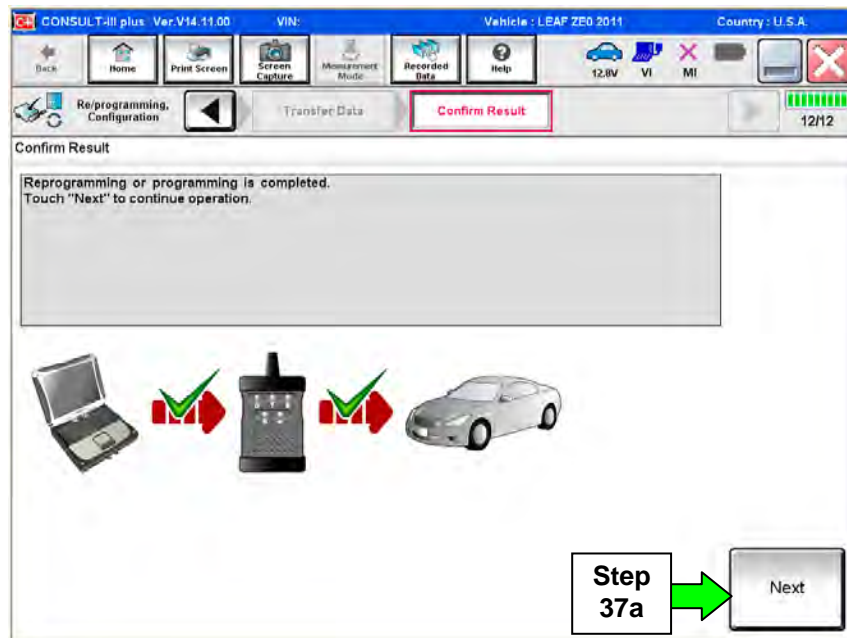 C+ CONSULT-III plus Ver.V14.11.00 VIN: Vehicle : LEAF ZE0 2011 Country : U.S.A.
Back
Home
Print Screen
Screen
Capture
Measurement
Mode
Recorded
Data
Help
12.8V
VI
MI
Re/programming,
Configuration
Transfer Data
Confirm Result
12/12
Confirm Result
Reprogramming or programming is completed.
Touch "Next" to continue operation.
Step
37a
Next